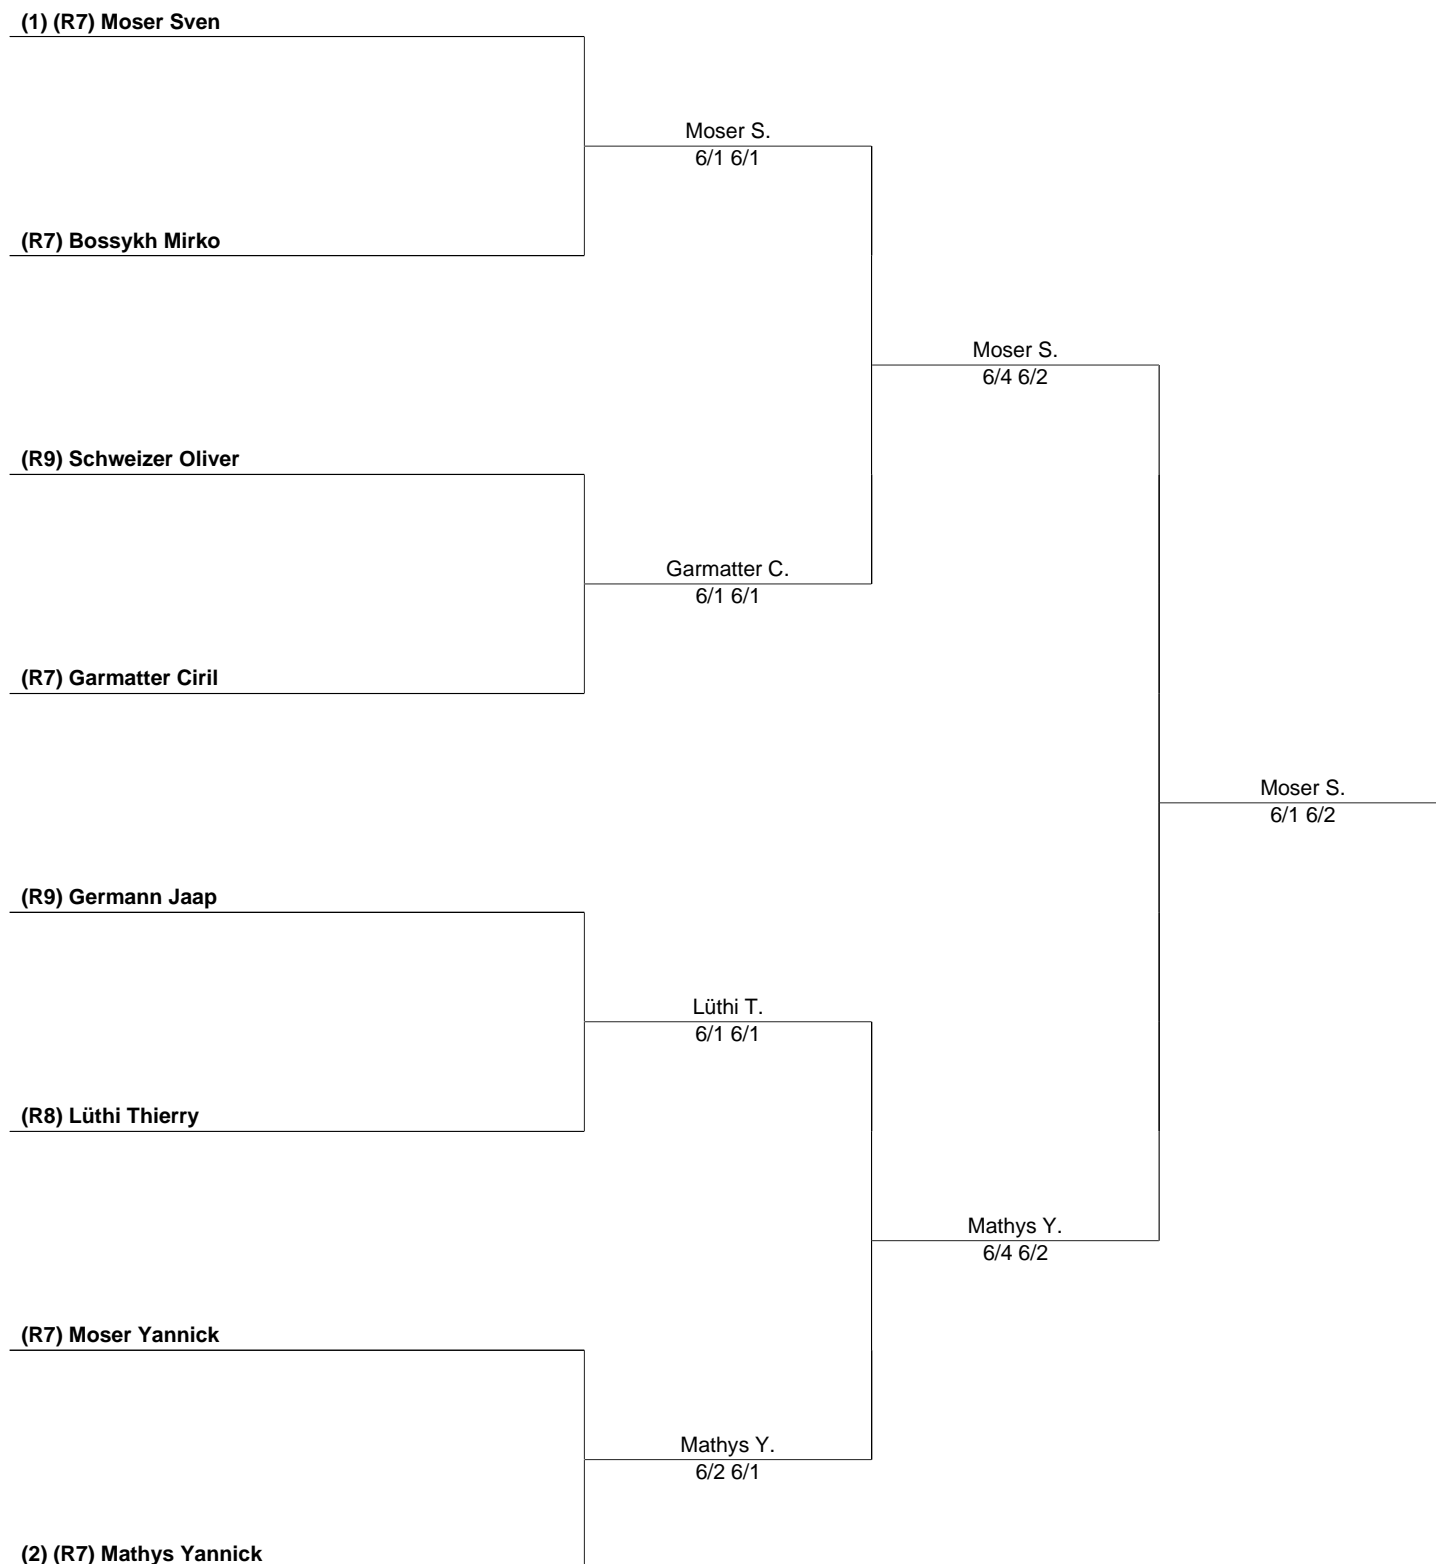 (1) (R7) Moser Sven
Moser S.
6/1 6/1
(R7) Bossykh Mirko
Moser S.
6/4 6/2
(R9) Schweizer Oliver
Garmatter C.
6/1 6/1
(R7) Garmatter Ciril
Moser S.
6/1 6/2
(R9) Germann Jaap
Lüthi T.
6/1 6/1
(R8) Lüthi Thierry
Mathys Y.
6/4 6/2
(R7) Moser Yannick
Mathys Y.
6/2 6/1
(2) (R7) Mathys Yannick